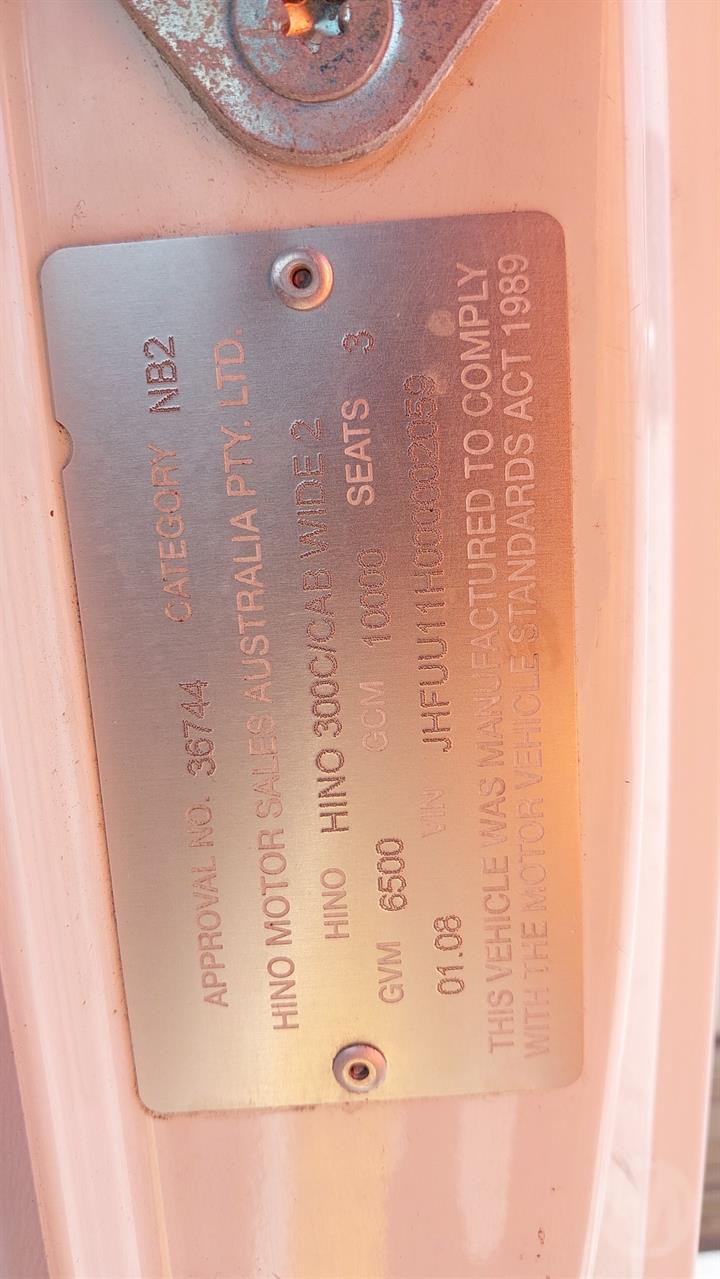 APPROVAL NO. 36744 CATEGORY NB2
HINO MOTOR SALES AUSTRALIA PTY. LTD.
HINO HINO 300C/CAB WIDE 2
GVM 6500 GCM 10000 SEATS 3
01.08 VIN JHFUU11H000002059
THIS VEHICLE WAS MANUFACTURED TO COMPLY
WITH THE MOTOR VEHICLE STANDARDS ACT 1989